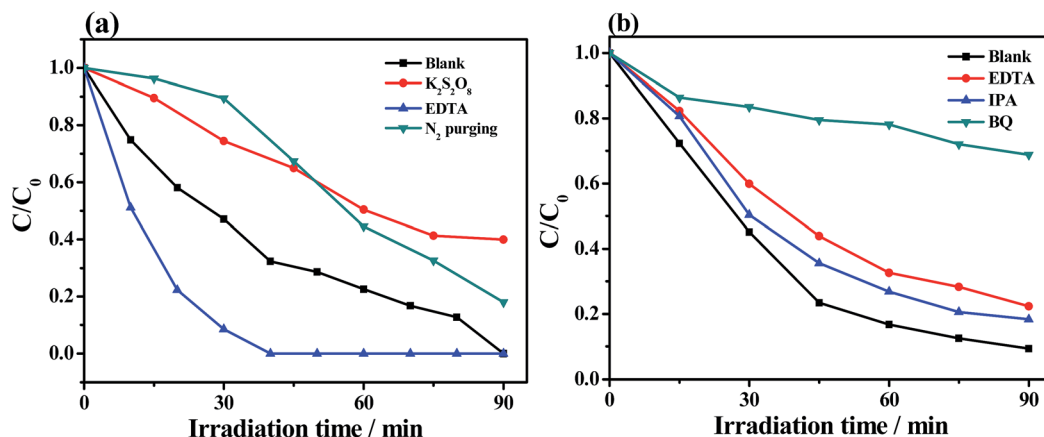 (a)
Blank
K₂S₂O₈
EDTA
N₂ purging
C/C₀
1.0
0.8
0.6
0.4
0.2
0.0
0 30 60 90
Irradiation time / min
(b)
Blank
EDTA
IPA
BQ
C/C₀
1.0
0.8
0.6
0.4
0.2
0.0
0 30 60 90
Irradiation time / min